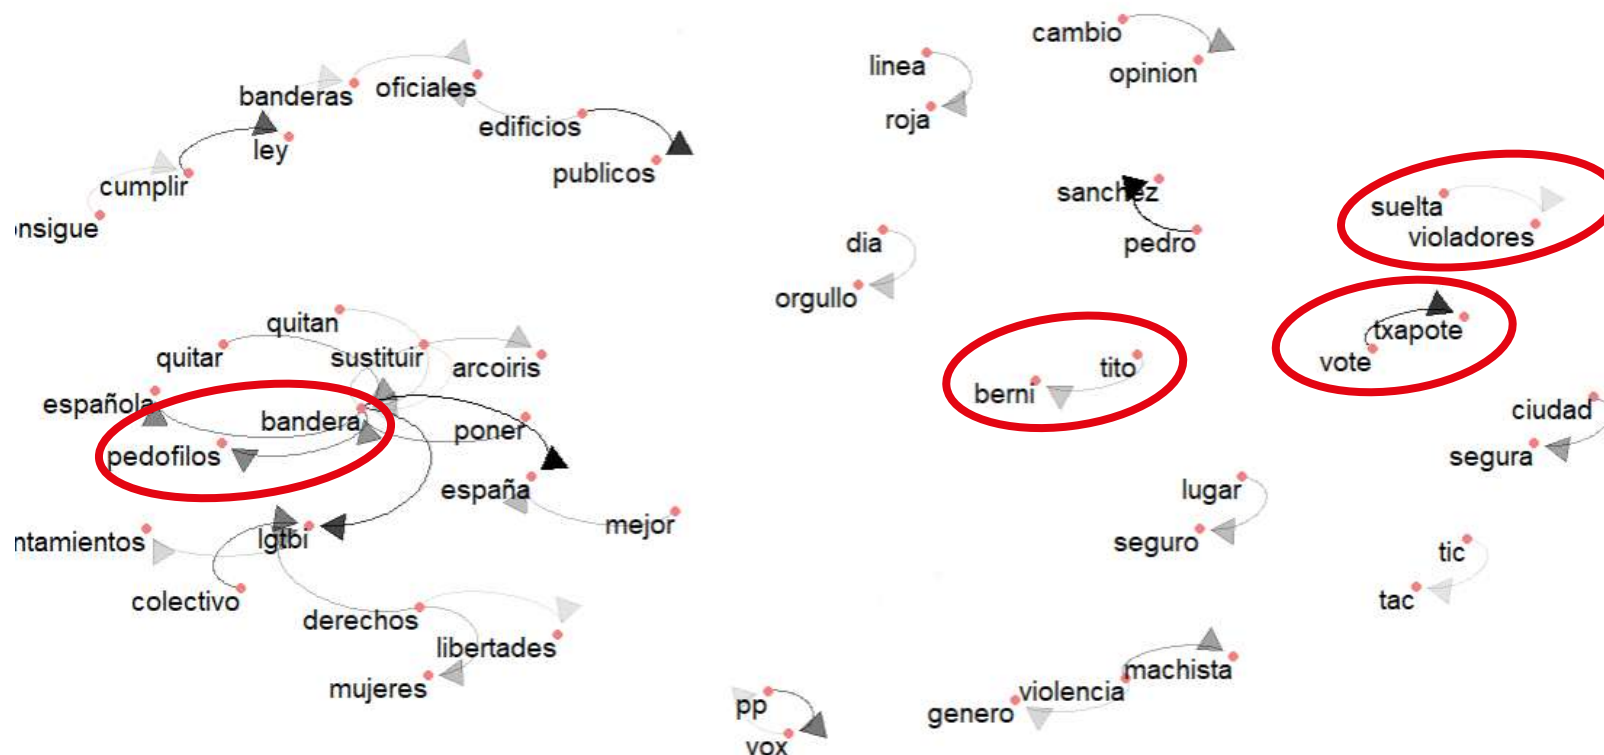 cambio
linea
opinion
banderas
oficiales
edificios
roja
ley
publicos
cumplir
sanchez
suelta
nsigue
dia
pedro
violadores
orgullo
quitan
txapote
quitar
sustituir
arcoiris
vote
tito
berni
española
bandera
poner
ciudad
pedofilos
segura
españa
lugar
mejor
ntamientos
lgtbi
seguro
tic
colectivo
tac
derechos
libertades
mujeres
machista
violencia
pp
genero
vox